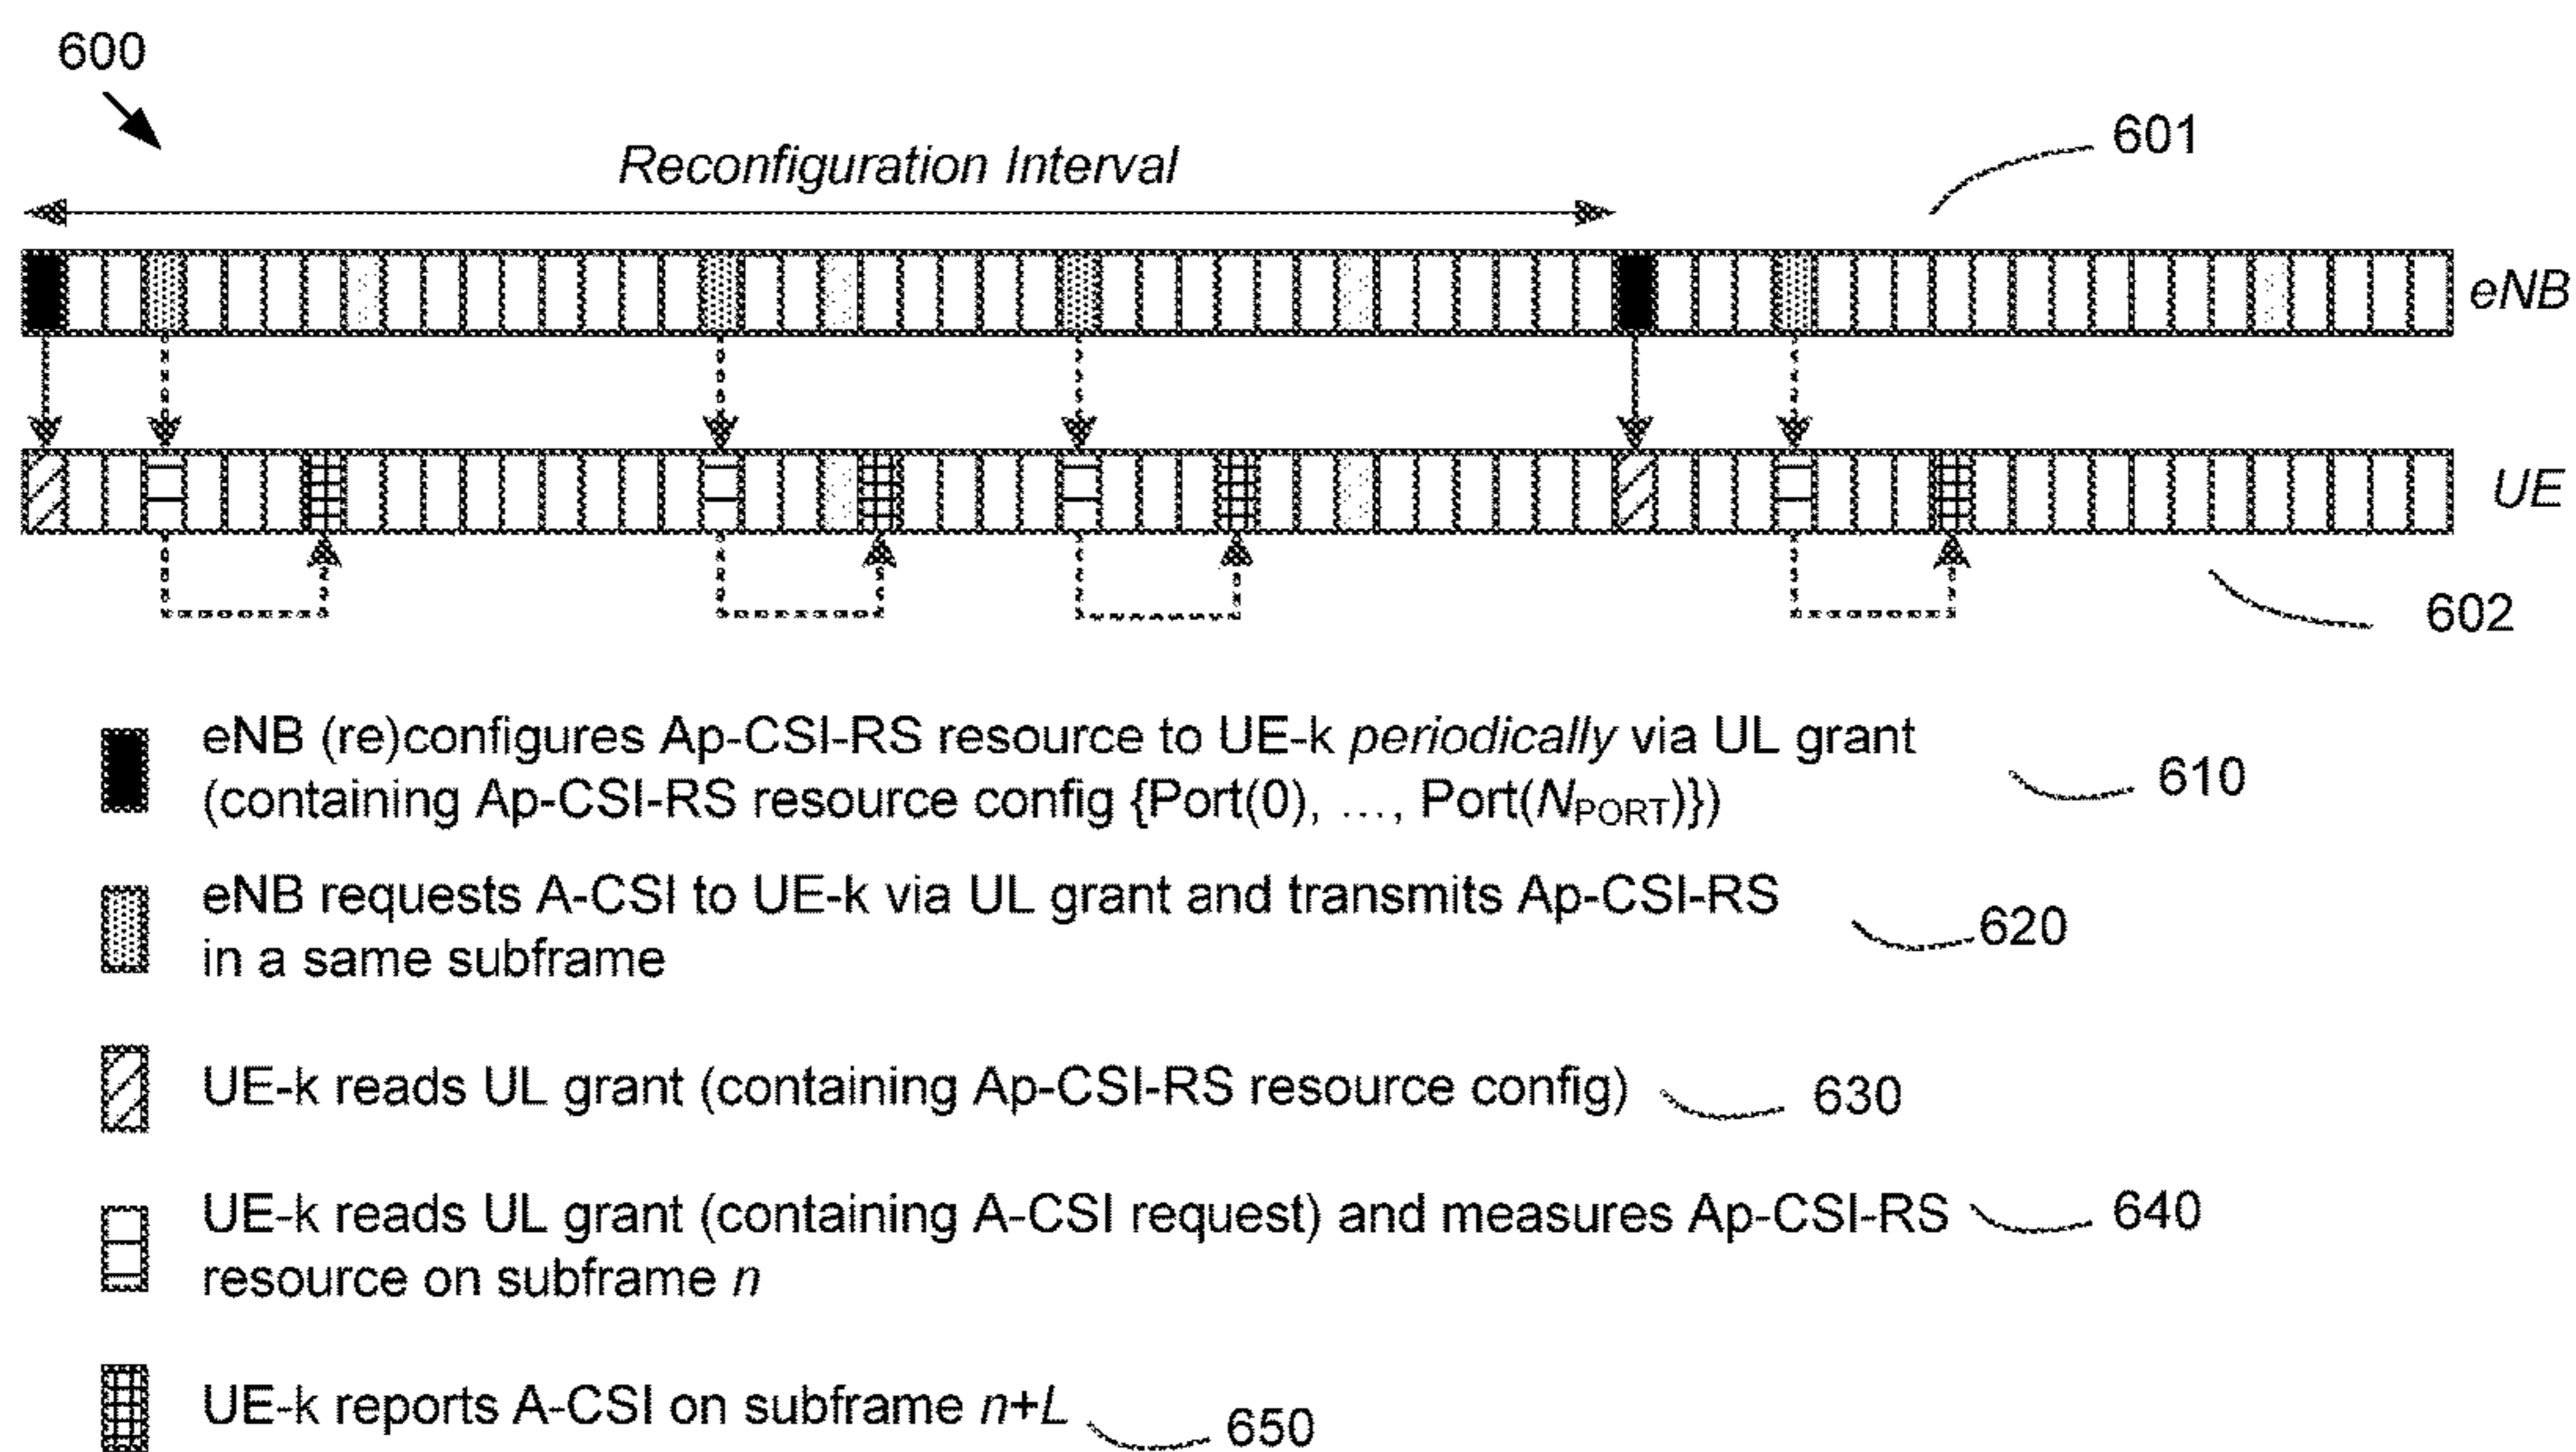 600
601
Reconfiguration Interval
eNB
UE
602
eNB (re)configures Ap-CSI-RS resource to UE-k periodically via UL grant
(containing Ap-CSI-RS resource config {Port(0), ..., Port(NPORT)})
610
eNB requests A-CSI to UE-k via UL grant and transmits Ap-CSI-RS
in a same subframe
620
UE-k reads UL grant (containing Ap-CSI-RS resource config)
630
UE-k reads UL grant (containing A-CSI request) and measures Ap-CSI-RS
resource on subframe n
640
UE-k reports A-CSI on subframe n+L
650